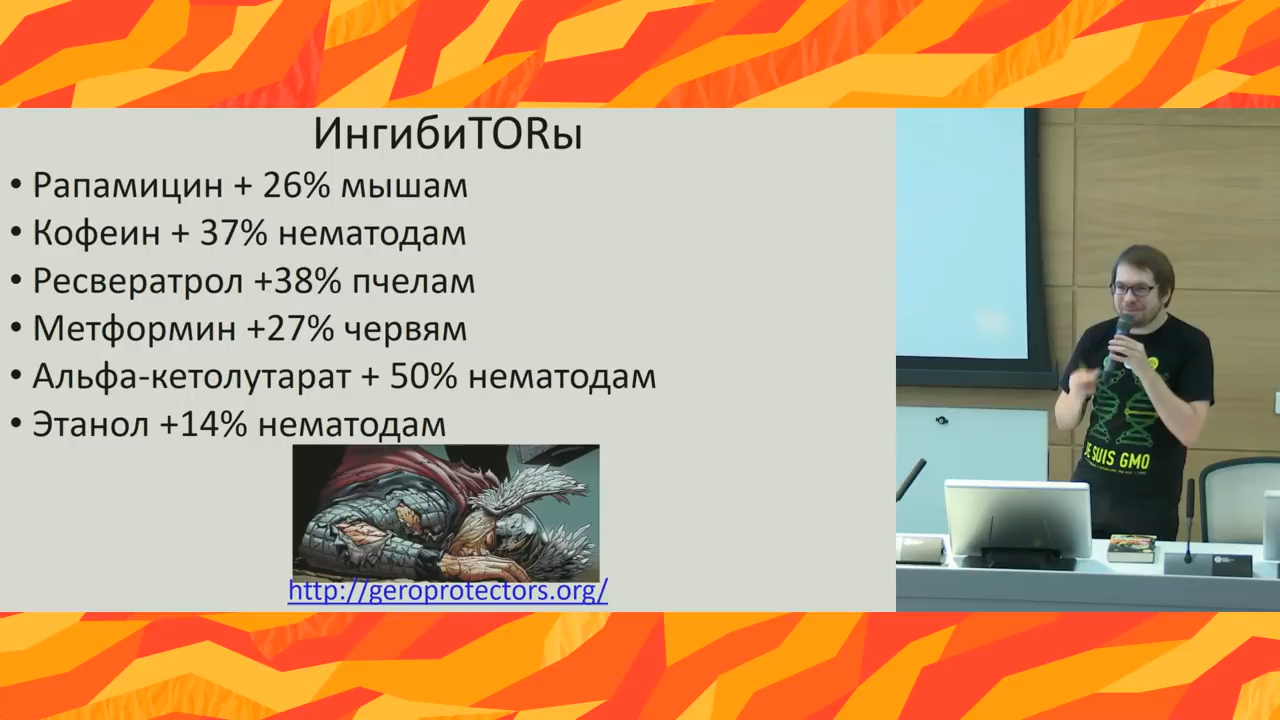 ИнгибиTORы
• Рапамицин + 26% мышам
• Кофеин + 37% нематодам
• Ресвератрол +38% пчелам
• Метформин +27% червям
• Альфа-кетолутарат + 50% нематодам
• Этанол +14% нематодам
http://geroprotectors.org/
JE SUIS GMO